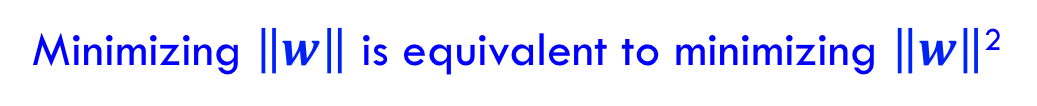 Minimizing ‖w‖ is equivalent to minimizing ‖w‖²